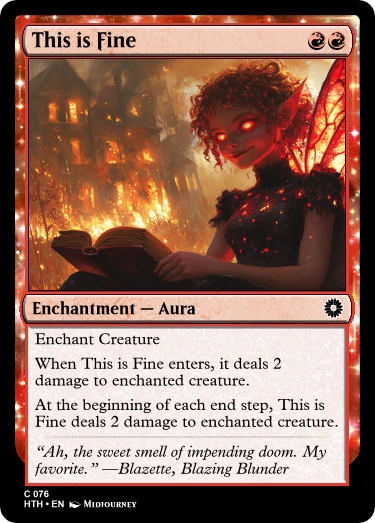 This is Fine
Enchantment — Aura
Enchant Creature
When This is Fine enters, it deals 2
damage to enchanted creature.
At the beginning of each end step, This is
Fine deals 2 damage to enchanted creature.
“Ah, the sweet smell of impending doom. My
favorite.” —Blazette, Blazing Blunder
C 076
HTH • EN Midjourney